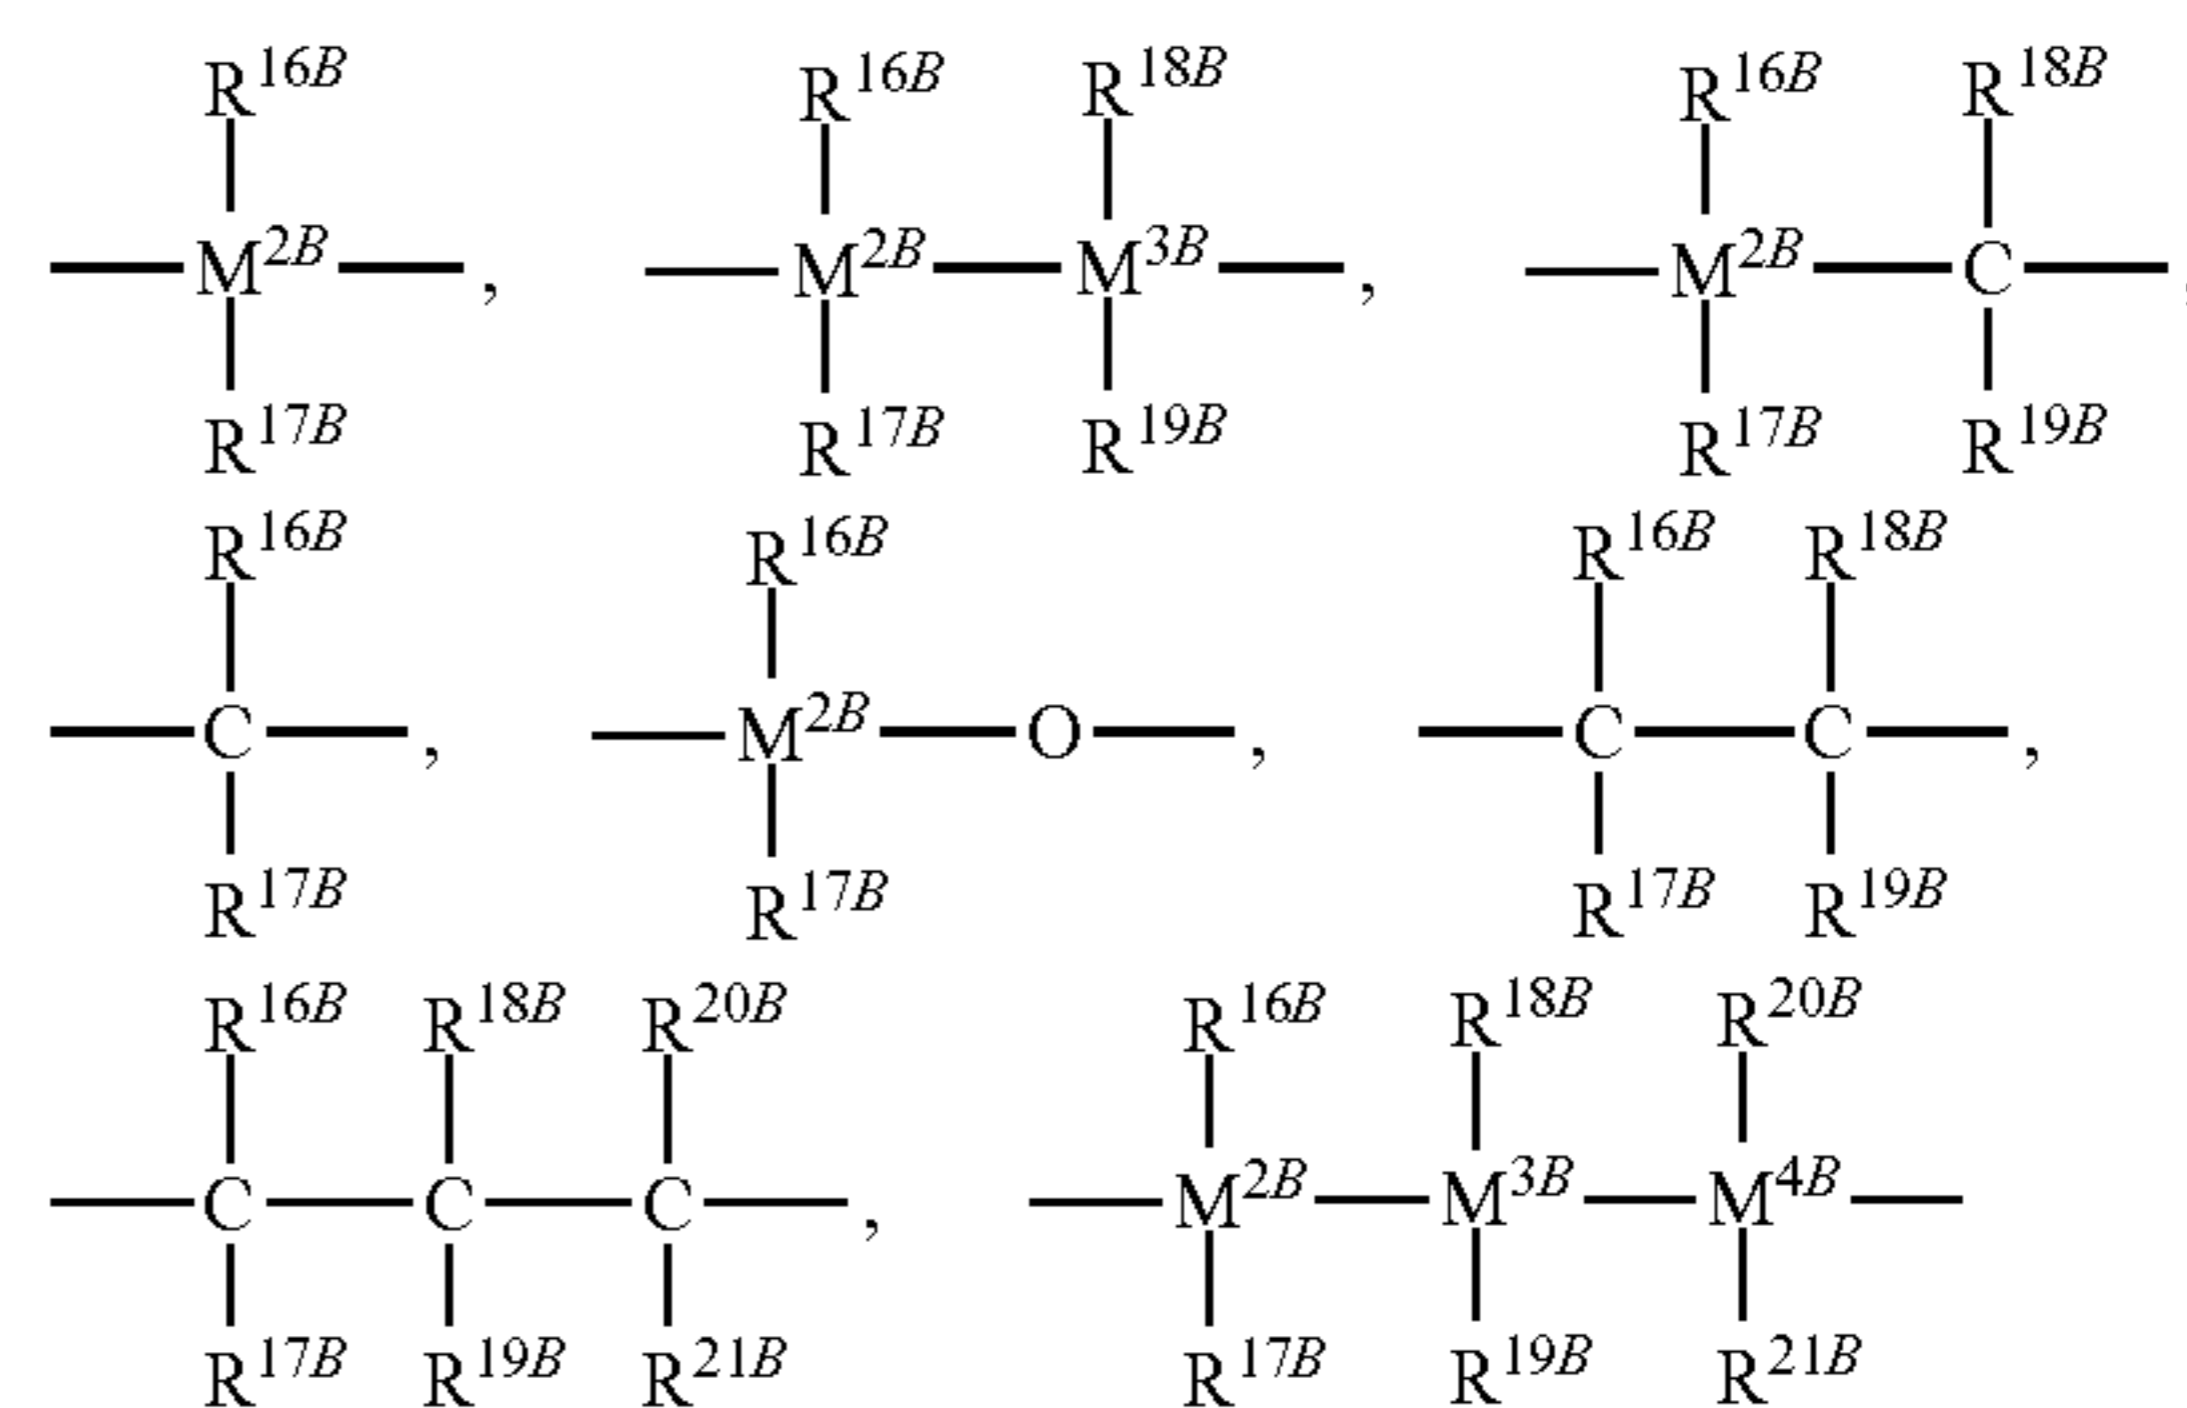 R16B R16B R18B R16B R18B
M2B, M2B M3B, M2B C,
R17B R17B R19B R17B R19B
R16B R16B R16B R18B
C, M2B O, C C,
R17B R17B R17B R19B
R16B R18B R20B R16B R18B R20B
C C C, M2B M3B M4B
R17B R19B R21B R17B R19B R21B